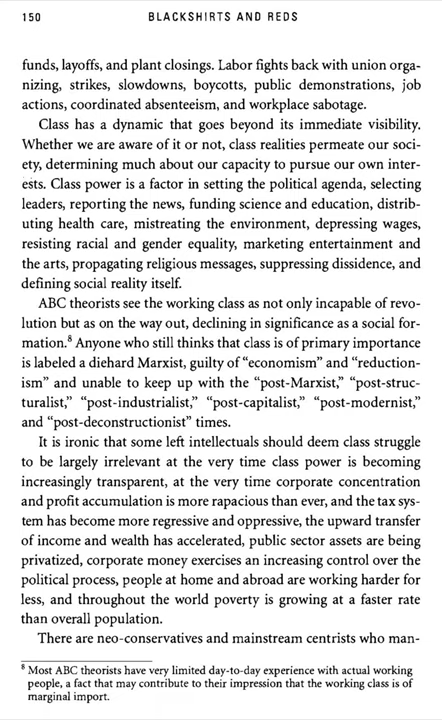 150 BLACKSHIRTS AND REDS
funds, layoffs, and plant closings. Labor fights back with union orga-
nizing, strikes, slowdowns, boycotts, public demonstrations, job
actions, coordinated absenteeism, and workplace sabotage.
Class has a dynamic that goes beyond its immediate visibility.
Whether we are aware of it or not, class realities permeate our soci-
ety, determining much about our capacity to pursue our own inter-
ests. Class power is a factor in setting the political agenda, selecting
leaders, reporting the news, funding science and education, distrib-
uting health care, mistreating the environment, depressing wages,
resisting racial and gender equality, marketing entertainment and
the arts, propagating religious messages, suppressing dissidence, and
defining social reality itself.
ABC theorists see the working class as not only incapable of revo-
lution but as on the way out, declining in significance as a social for-
mation.⁸ Anyone who still thinks that class is of primary importance
is labeled a diehard Marxist, guilty of “economism” and “reduction-
ism” and unable to keep up with the “post-Marxist,” “post-struc-
turalist,” “post-industrialist,” “post-capitalist,” “post-modernist,”
and “post-deconstructionist” times.
It is ironic that some left intellectuals should deem class struggle
to be largely irrelevant at the very time class power is becoming
increasingly transparent, at the very time corporate concentration
and profit accumulation is more rapacious than ever, and the tax sys-
tem has become more regressive and oppressive, the upward transfer
of income and wealth has accelerated, public sector assets are being
privatized, corporate money exercises an increasing control over the
political process, people at home and abroad are working harder for
less, and throughout the world poverty is growing at a faster rate
than overall population.
There are neo-conservatives and mainstream centrists who man-
⁸ Most ABC theorists have very limited day-to-day experience with actual working
people, a fact that may contribute to their impression that the working class is of
marginal import.